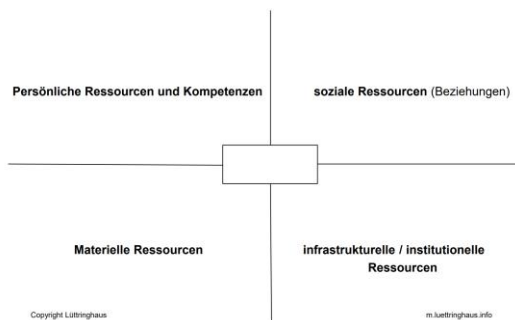 Persönliche Ressourcen und Kompetenzen
soziale Ressourcen (Beziehungen)
Materielle Ressourcen
infrastrukturelle / institutionelle
Ressourcen
Copyright Lüttringhaus
m.luettringhaus.info